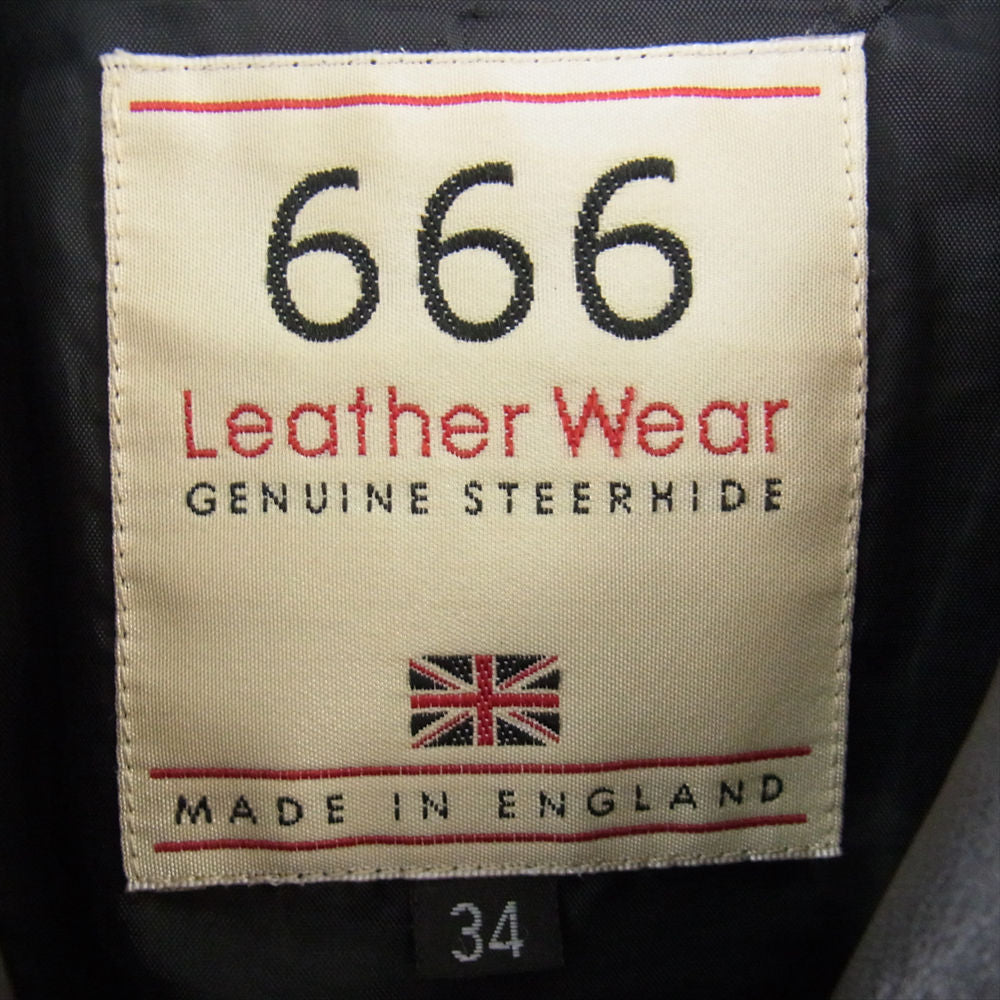 666
Leather Wear
GENUINE STEERHIDE
MADE IN ENGLAND
34